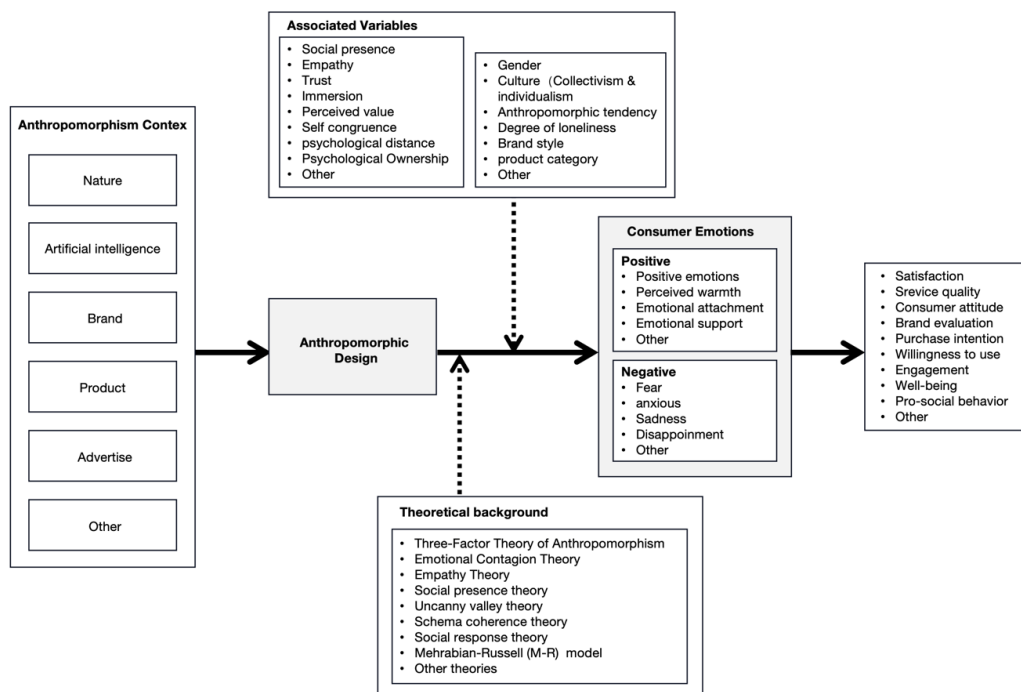 Associated Variables
• Social presence
• Empathy
• Trust
• Immersion
• Perceived value
• Self congruence
• psychological distance
• Psychological Ownership
• Other
• Gender
• Culture（Collectivism &
individualism
• Anthropomorphic tendency
• Degree of loneliness
• Brand style
• product category
• Other
Anthropomorphism Contex
Nature
Artificial intelligence
Brand
Product
Advertise
Other
Anthropomorphic
Design
Consumer Emotions
Positive
• Positive emotions
• Perceived warmth
• Emotional attachment
• Emotional support
• Other
Negative
• Fear
• anxious
• Sadness
• Disappoinment
• Other
• Satisfaction
• Srevice quality
• Consumer attitude
• Brand evaluation
• Purchase intention
• Willingness to use
• Engagement
• Well-being
• Pro-social behavior
• Other
Theoretical background
• Three-Factor Theory of Anthropomorphism
• Emotional Contagion Theory
• Empathy Theory
• Social presence theory
• Uncanny valley theory
• Schema coherence theory
• Social response theory
• Mehrabian-Russell (M-R) model
• Other theories